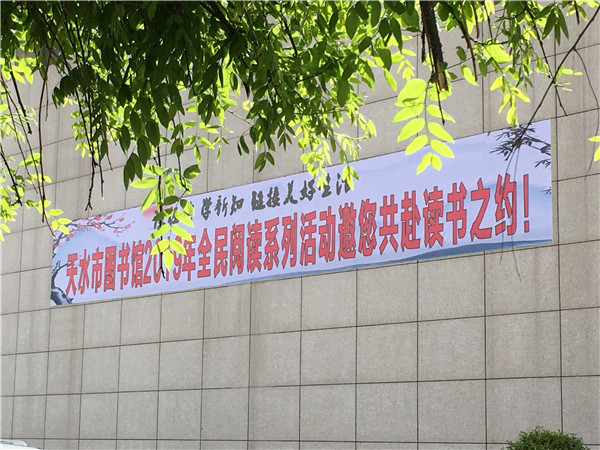 学新知 链接美好生活
天水市图书馆2019年全民阅读系列活动邀您共赴读书之约！